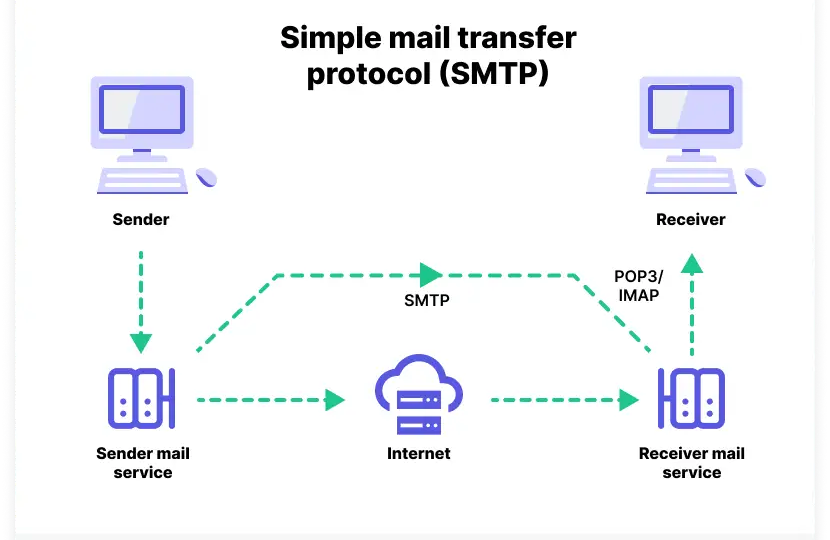 Simple mail transfer
protocol (SMTP)
Sender
Receiver
SMTP
POP3/
IMAP
Sender mail
service
Internet
Receiver mail
service